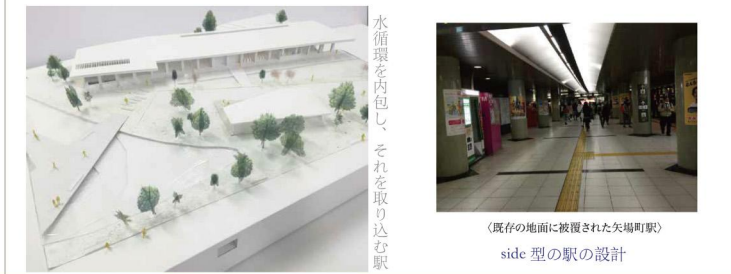 水循環を内包し、それを取り込む駅
〈既存の地面に被覆された矢場町駅〉
side 型の駅の設計